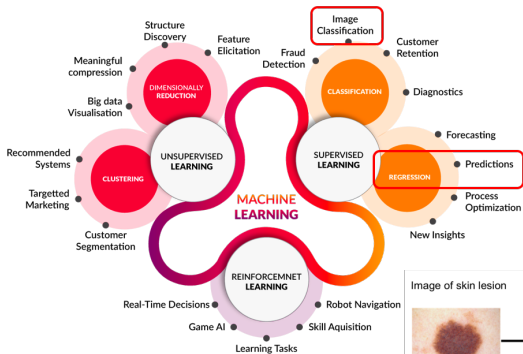 Structure
Discovery
Feature
Elicitation
Meaningful
compression
DIMENSIONALLY
REDUCTION
Big data
Visualisation
Recommended
Systems
CLUSTERING
Targetted
Marketing
Customer
Segmentation
UNSUPERVISED
LEARNING
Image
Classification
Fraud
Detection
Customer
Retention
CLASSIFICATION
Diagnostics
SUPERVISED
LEARNING
Forecasting
Predictions
REGRESSION
Process
Optimization
New Insights
MACHINE
LEARNING
REINFORCEMNET
LEARNING
Real-Time Decisions
Robot Navigation
Game AI
Skill Aquisition
Learning Tasks
Image of skin lesion